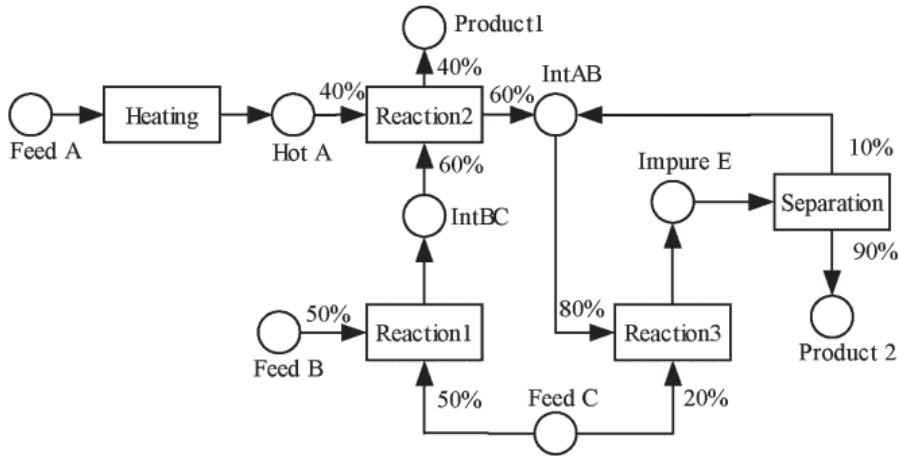 Product1
40%
IntAB
40%
60%
Heating
Reaction2
Feed A
Hot A
60%
10%
Impure E
IntBC
Separation
90%
50%
80%
Reaction1
Reaction3
Feed B
Product 2
50%
Feed C
20%